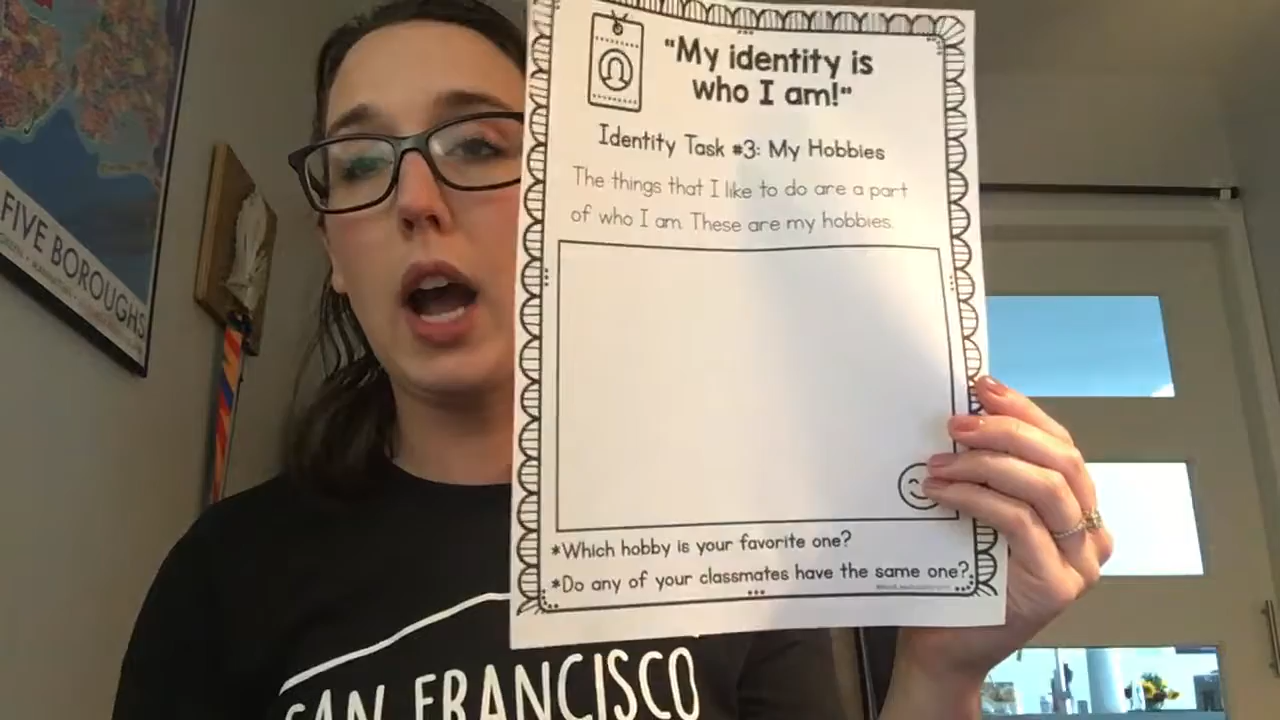 "My identity is
who I am!"
Identity Task #3: My Hobbies
The things that I like to do are a part
of who I am. These are my hobbies.
*Which hobby is your favorite one?
*Do any of your classmates have the same one?
FIVE BOROUGHS
SAN FRANCISCO